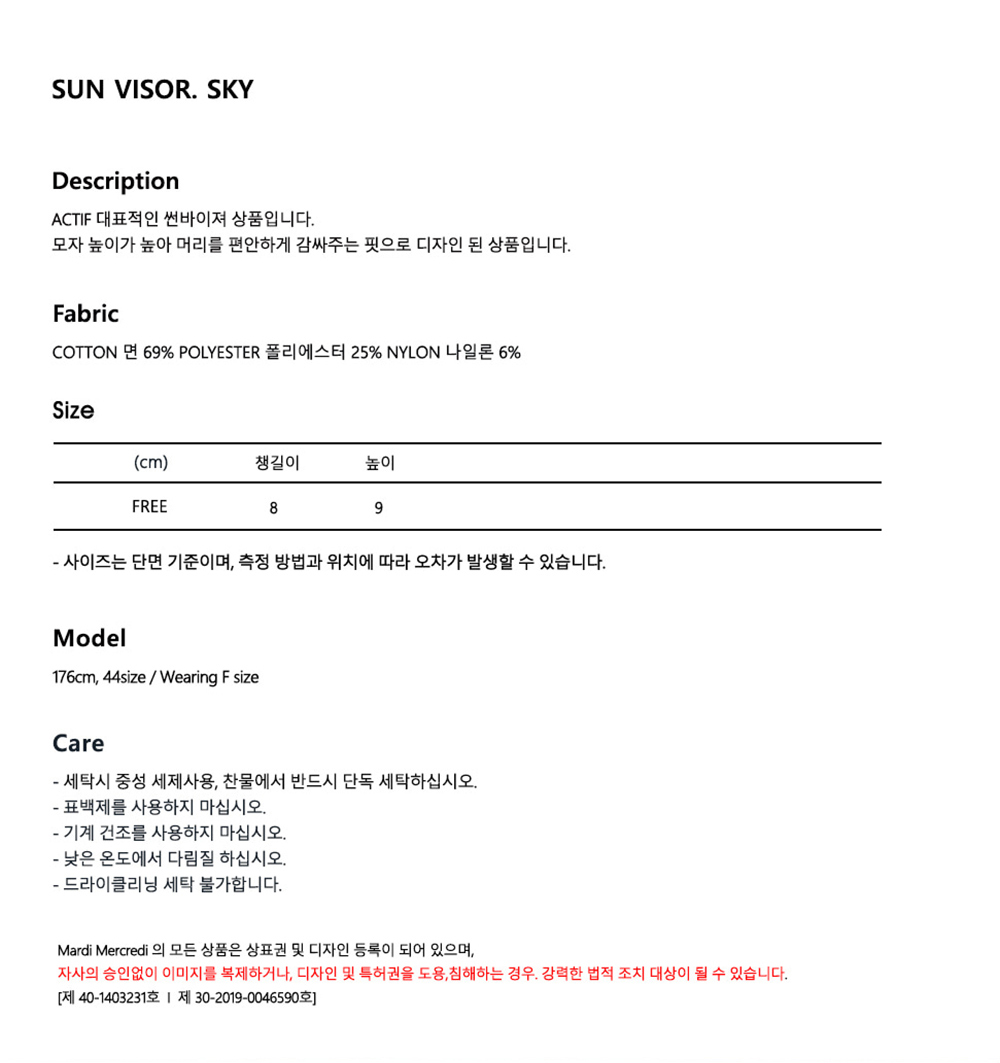 SUN VISOR. SKY
Description
ACTIF 대표적인 썬바이져 상품입니다.
모자 높이가 높아 머리를 편안하게 감싸주는 핏으로 디자인 된 상품입니다.
Fabric
COTTON 면 69% POLYESTER 폴리에스터 25% NYLON 나일론 6%
Size
(cm) 챙길이 높이
FREE 8 9
- 사이즈는 단면 기준이며, 측정 방법과 위치에 따라 오차가 발생할 수 있습니다.
Model
176cm, 44size / Wearing F size
Care
- 세탁시 중성 세제사용, 찬물에서 반드시 단독 세탁하십시오.
- 표백제를 사용하지 마십시오.
- 기계 건조를 사용하지 마십시오.
- 낮은 온도에서 다림질 하십시오.
- 드라이클리닝 세탁 불가합니다.
Mardi Mercredi 의 모든 상품은 상표권 및 디자인 등록이 되어 있으며,
자사의 승인없이 이미지를 복제하거나, 디자인 및 특허권을 도용,침해하는 경우. 강력한 법적 조치 대상이 될 수 있습니다.
[제 40-1403231호 ㅣ 제 30-2019-0046590호]